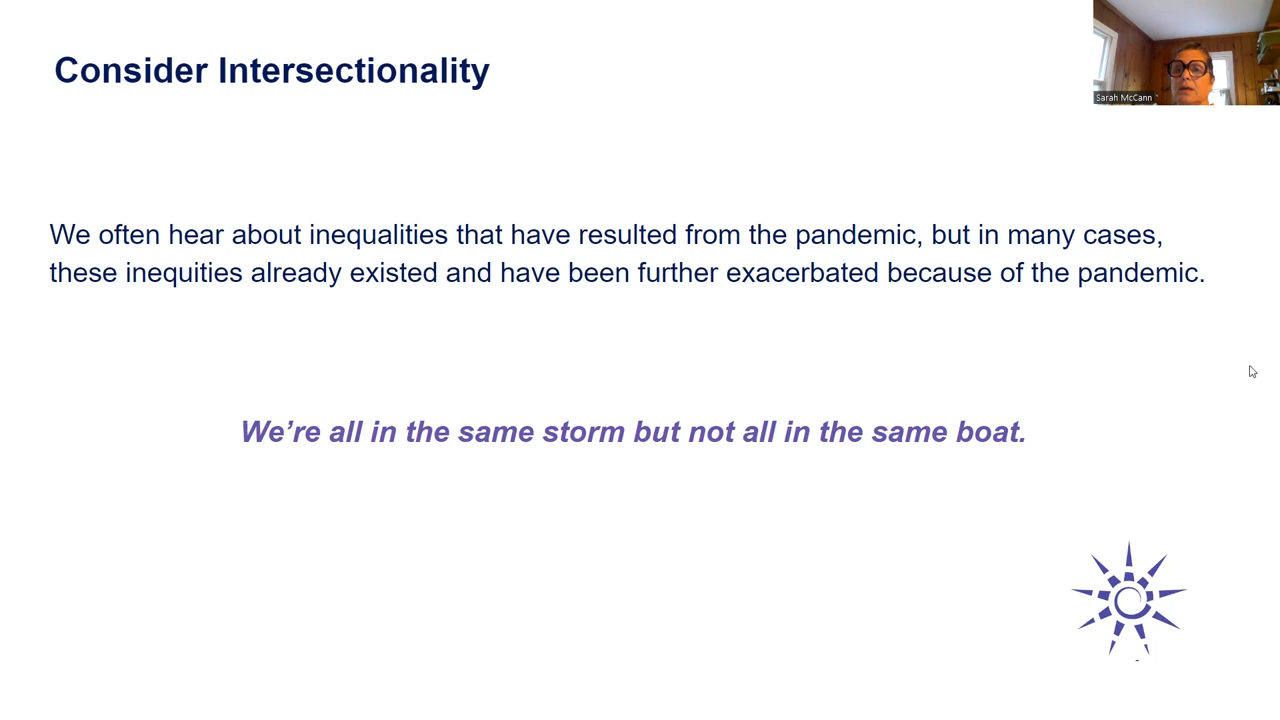 Consider Intersectionality
Sarah McCann
We often hear about inequalities that have resulted from the pandemic, but in many cases,
these inequities already existed and have been further exacerbated because of the pandemic.
We’re all in the same storm but not all in the same boat.